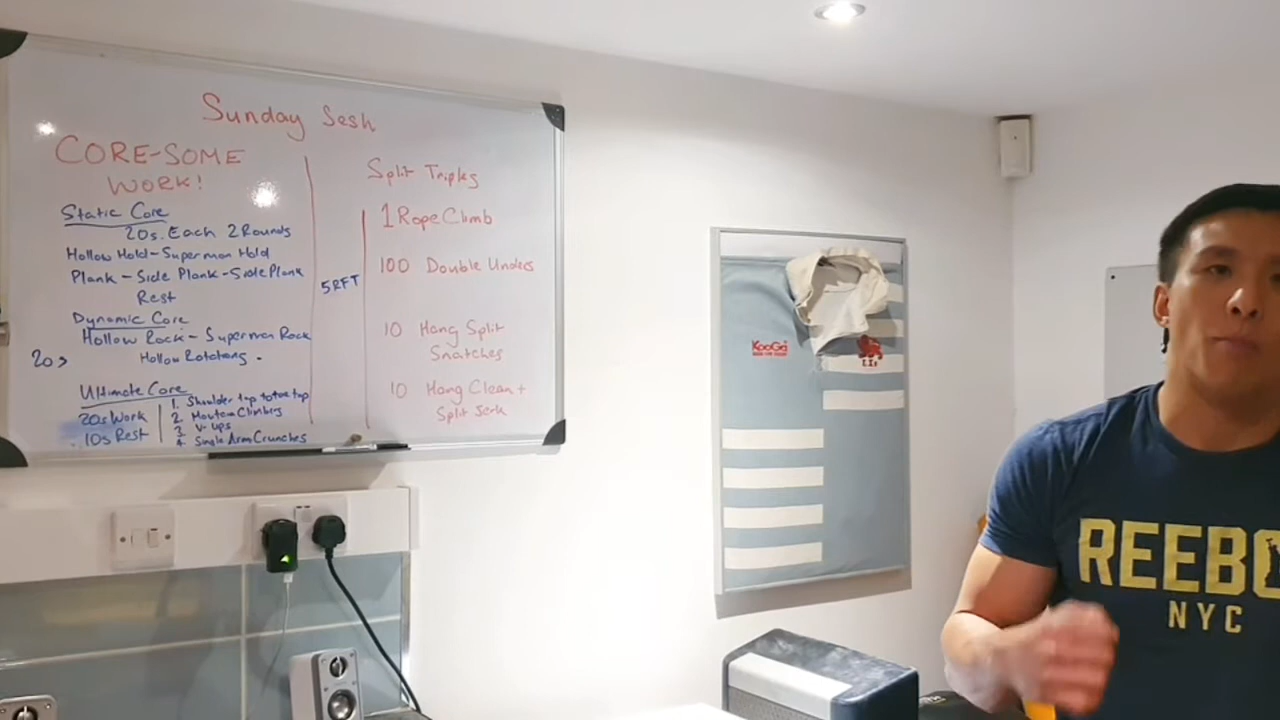 Sunday Sesh
CORE-SOME
WORK!
Static Core
20s. Each 2 Rounds
Hollow Hold - Superman Hold
Plank - Side Plank - Side Plank
Rest
Dynamic Core
Hollow Rock - Superman Rock
20s
Hollow Rotations.
Ultimate Core
20s Work
10s Rest
1. Shoulder tap to toe tap
2. Moutain Climbers
3. V-ups
4. Single Arm Crunches
Split Triples
5RFT
1 Rope Climb
100 Double Unders
10 Hang Split
Snatches
10 Hang Clean +
Split Jerk
KooGa
REEBO
NYC